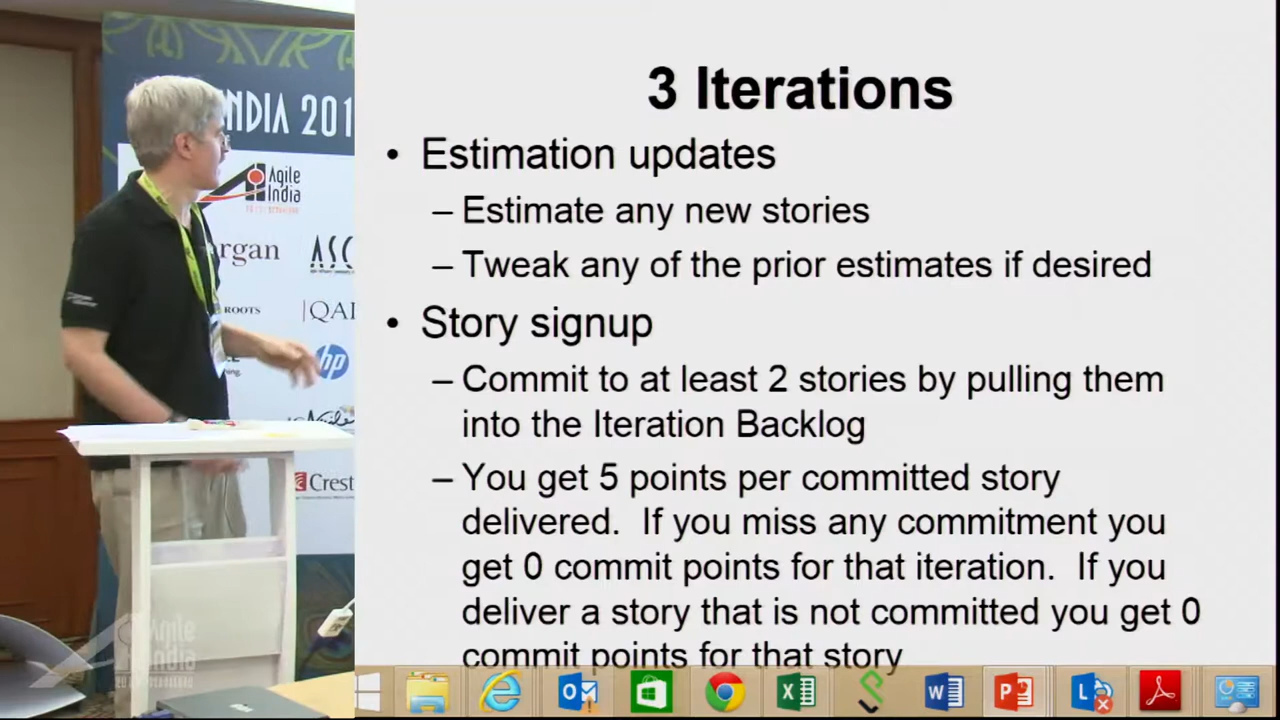 INDIA 201
Agile
India
rgan
ASC
ROOTS
QAI
hp
Crest
Agile
India
3 Iterations
• Estimation updates
– Estimate any new stories
– Tweak any of the prior estimates if desired
• Story signup
– Commit to at least 2 stories by pulling them
into the Iteration Backlog
– You get 5 points per committed story
delivered. If you miss any commitment you
get 0 commit points for that iteration. If you
deliver a story that is not committed you get 0
commit points for that story